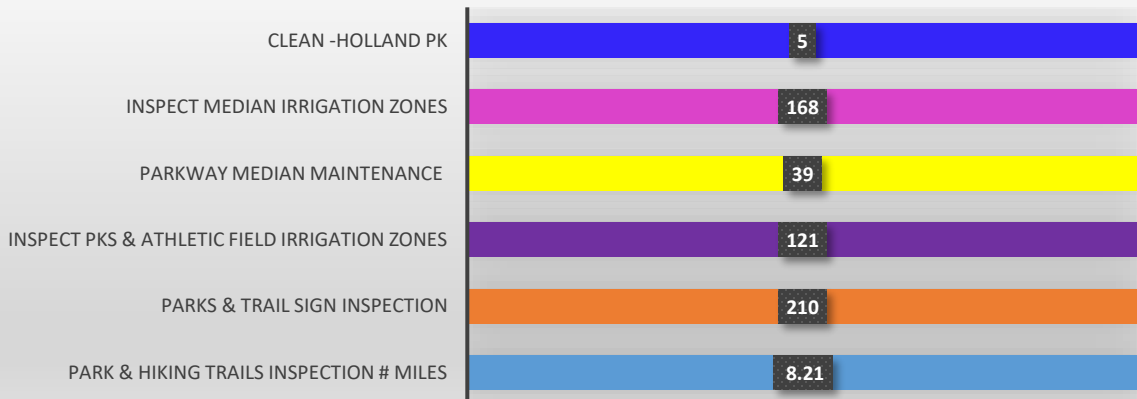 CLEAN -HOLLAND PK 5
INSPECT MEDIAN IRRIGATION ZONES 168
PARKWAY MEDIAN MAINTENANCE 39
INSPECT PKS & ATHLETIC FIELD IRRIGATION ZONES 121
PARKS & TRAIL SIGN INSPECTION 210
PARK & HIKING TRAILS INSPECTION # MILES 8.21